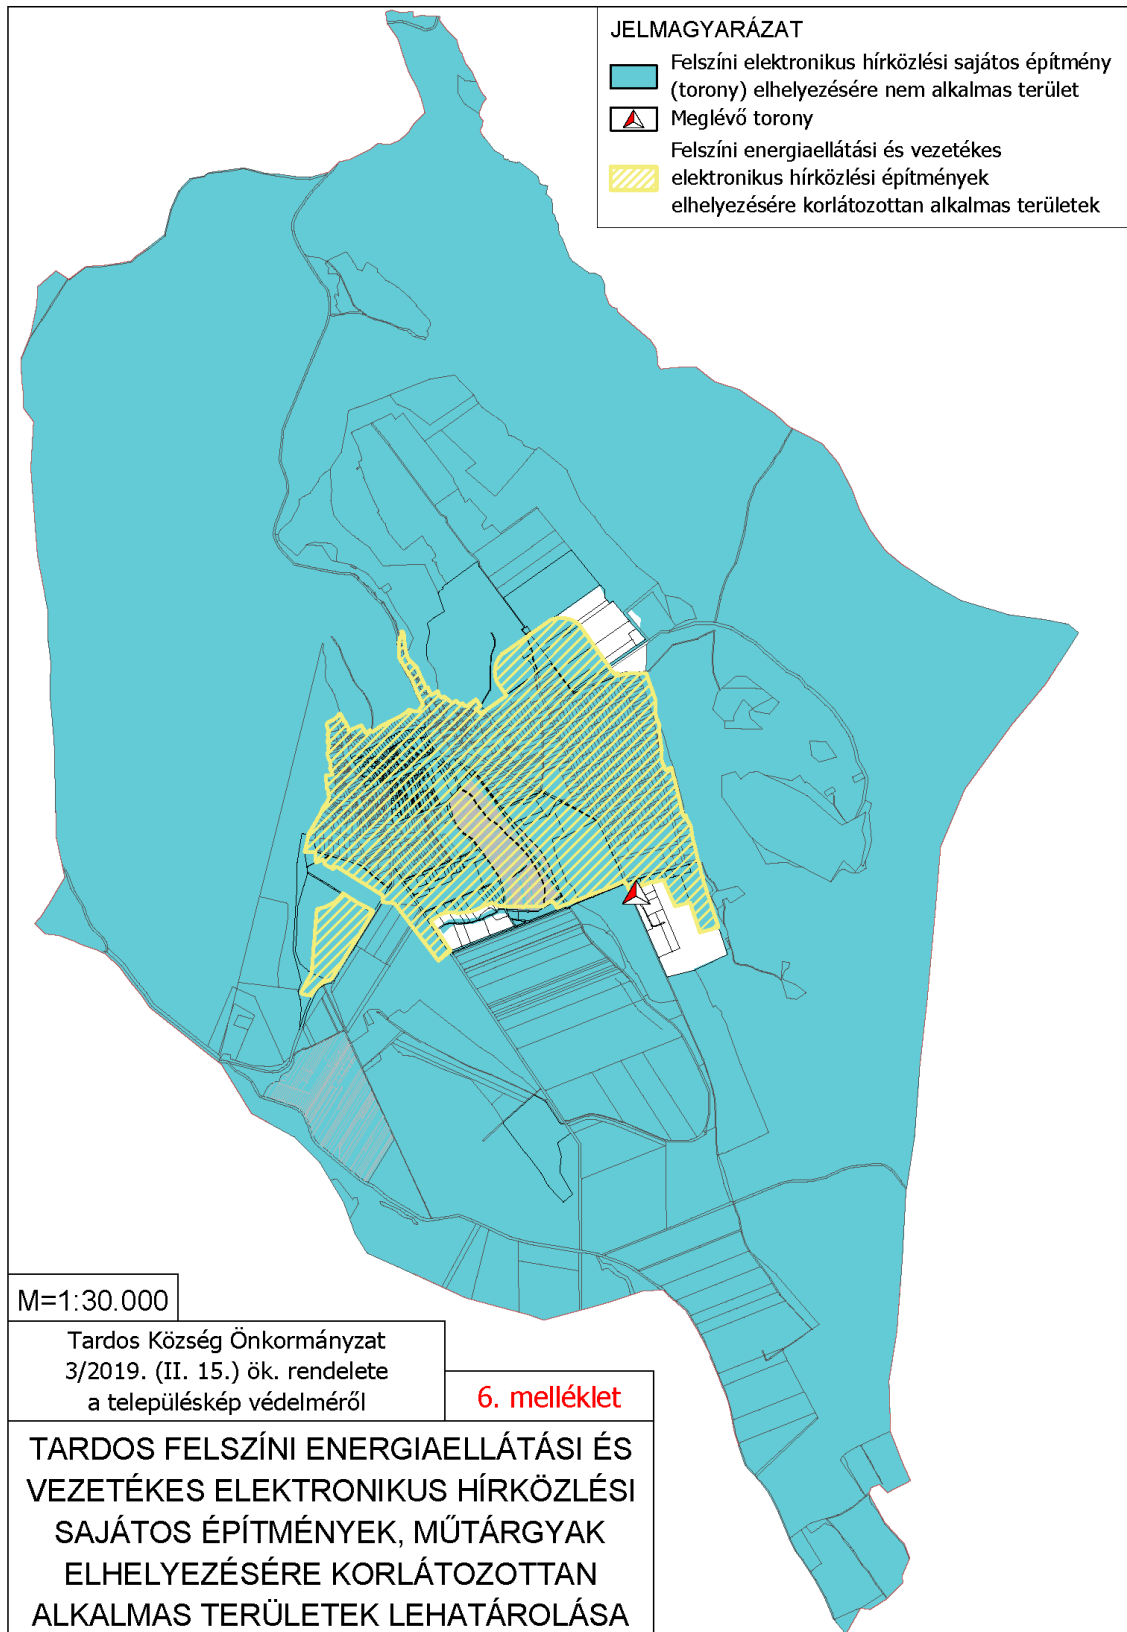 JELMAGYARÁZAT
Felszíni elektronikus hírközlési sajátos építmény
(torony) elhelyezésére nem alkalmas terület
Meglévő torony
Felszíni energiaellátási és vezetékes
elektronikus hírközlési építmények
elhelyezésére korlátozottan alkalmas területek
M=1:30.000
Tardos Község Önkormányzat
3/2019. (II. 15.) ök. rendelete
a településkép védelméről
6. melléklet
TARDOS FELSZÍNI ENERGIAELLÁTÁSI ÉS
VEZETÉKES ELEKTRONIKUS HÍRKÖZLÉSI
SAJÁTOS ÉPÍTMÉNYEK, MŰTÁRGYAK
ELHELYEZÉSÉRE KORLÁTOZOTTAN
ALKALMAS TERÜLETEK LEHATÁROLÁSA